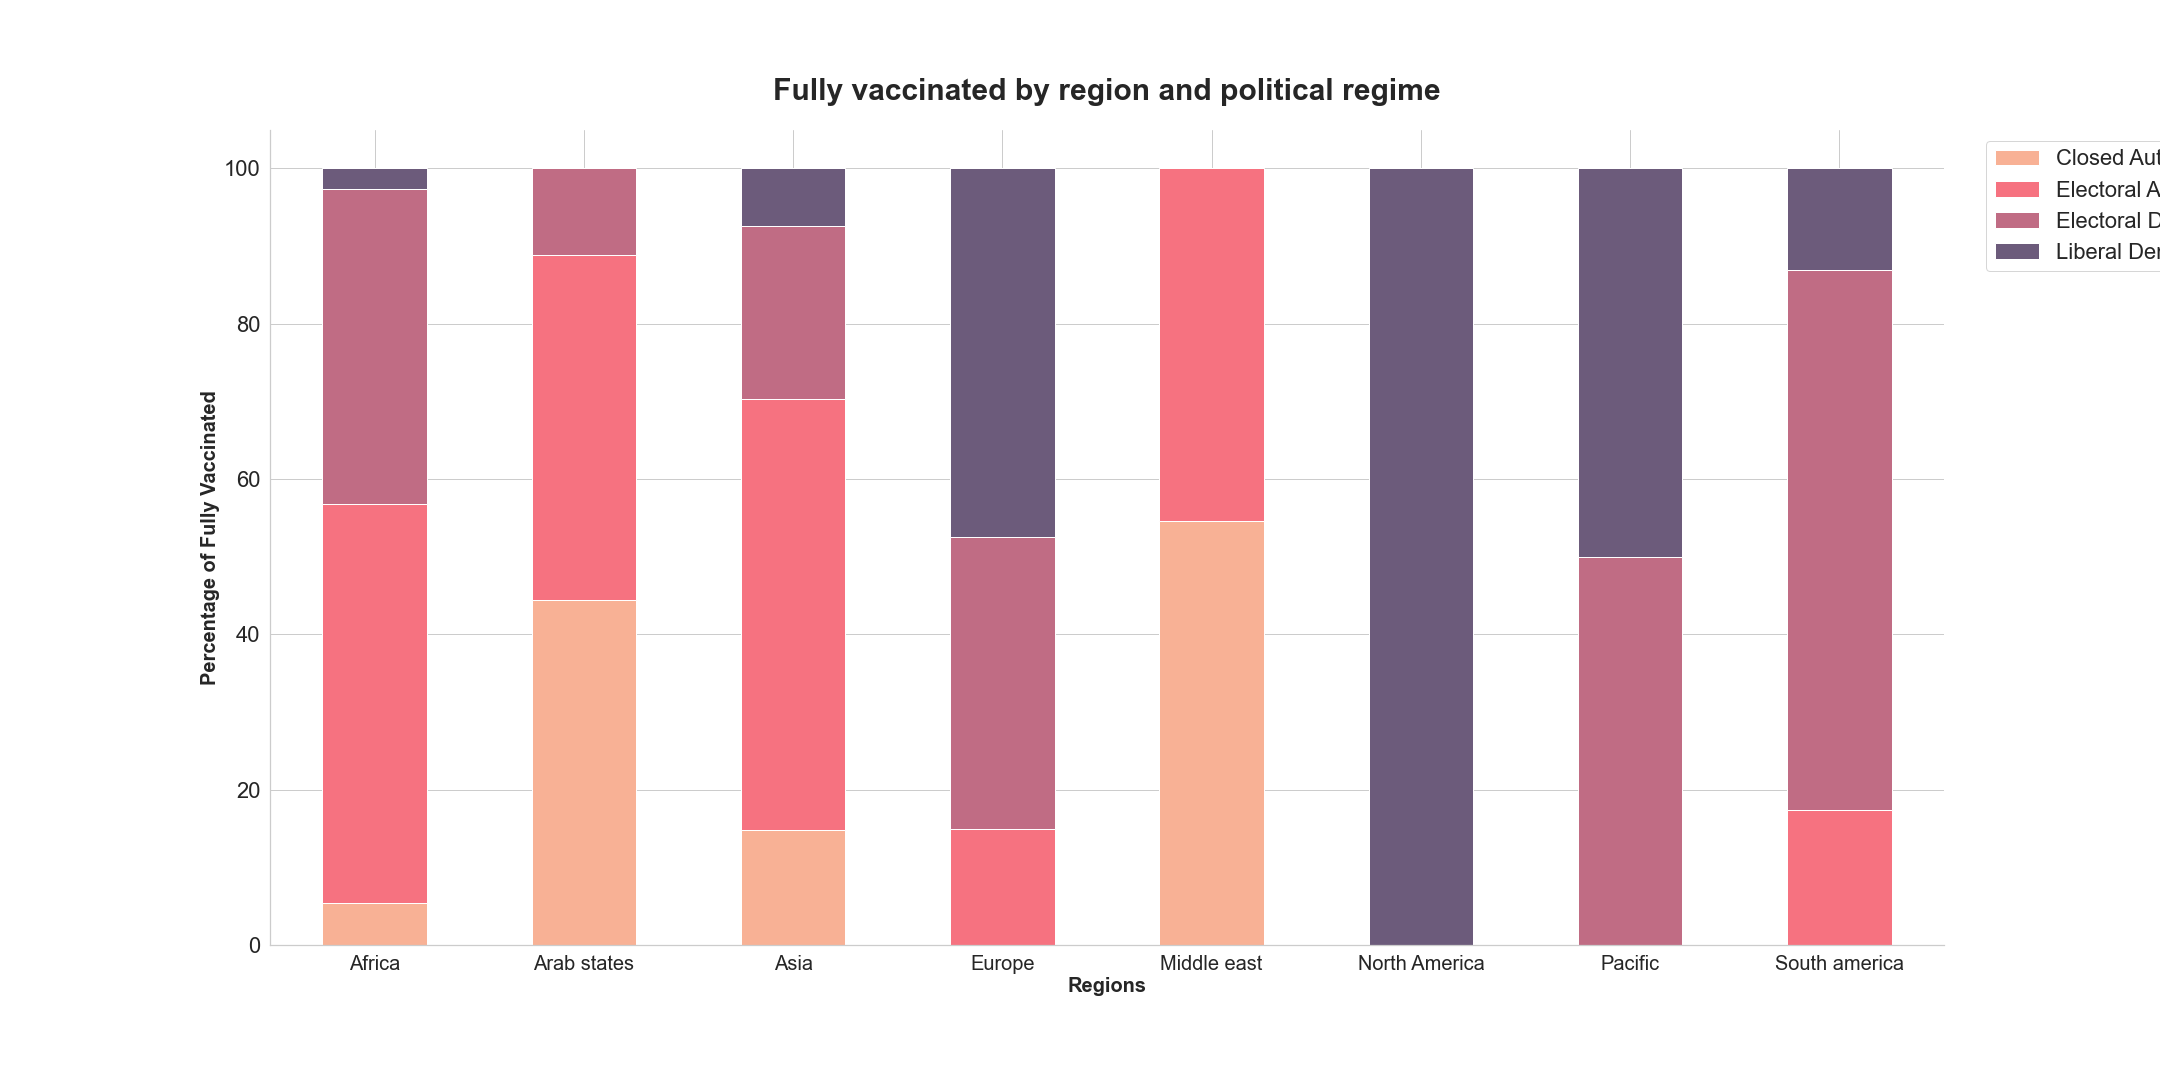 Fully vaccinated by region and political regime
Closed Aut
Electoral A
Electoral D
Liberal Der
100
80
60
40
20
0
Percentage of Fully Vaccinated
Africa
Arab states
Asia
Europe
Middle east
North America
Pacific
South america
Regions